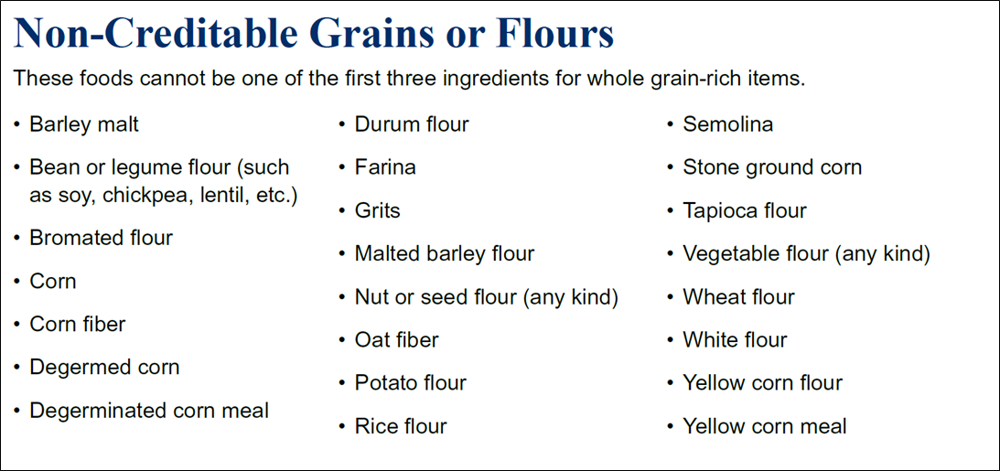 Non-Creditable Grains or Flours
These foods cannot be one of the first three ingredients for whole grain-rich items.
• Barley malt
• Bean or legume flour (such
as soy, chickpea, lentil, etc.)
• Bromated flour
• Corn
• Corn fiber
• Degermed corn
• Degerminated corn meal
• Durum flour
• Farina
• Grits
• Malted barley flour
• Nut or seed flour (any kind)
• Oat fiber
• Potato flour
• Rice flour
• Semolina
• Stone ground corn
• Tapioca flour
• Vegetable flour (any kind)
• Wheat flour
• White flour
• Yellow corn flour
• Yellow corn meal